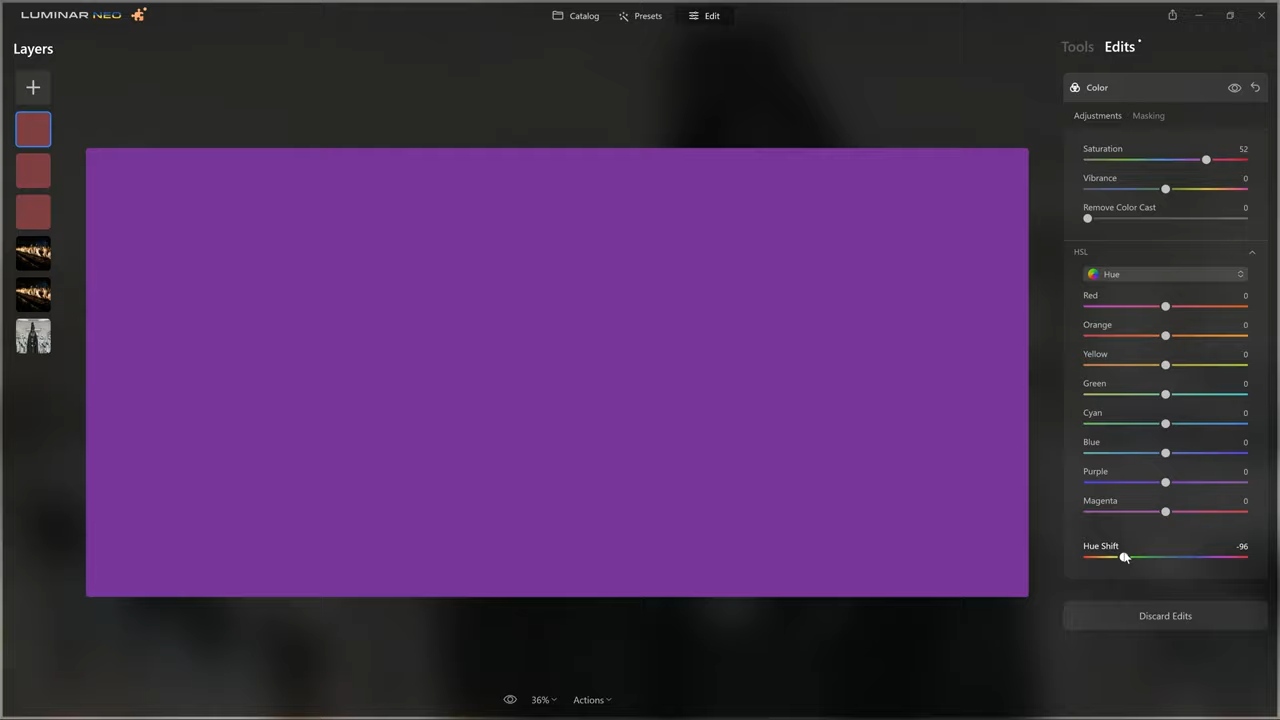 LUMINAR NEO
Catalog
Presets
Edit
Layers
Tools
Edits
Color
Adjustments
Masking
Saturation 52
Vibrance 0
Remove Color Cast 0
HSL
Hue
Red 0
Orange 0
Yellow 0
Green 0
Cyan 0
Blue 0
Purple 0
Magenta 0
Hue Shift -96
Discard Edits
36%
Actions